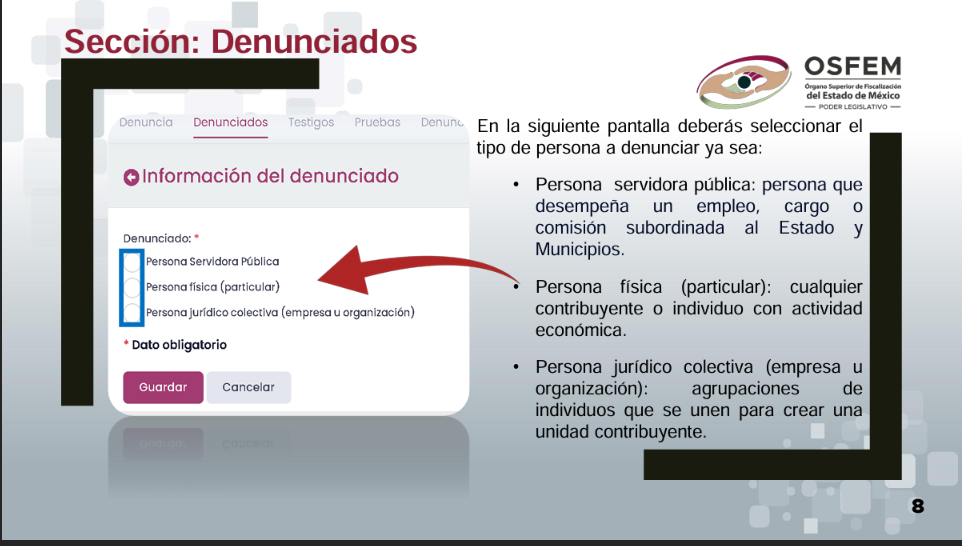 Sección: Denunciados
OSFEM
Órgano Superior de Fiscalización
del Estado de México
PODER LEGISLATIVO
Denuncia Denunciados Testigos Pruebas Denunc
Información del denunciado
Denunciado: *
Persona Servidora Pública
Persona física (particular)
Persona jurídico colectiva (empresa u organización)
* Dato obligatorio
Guardar Cancelar
En la siguiente pantalla deberás seleccionar el
tipo de persona a denunciar ya sea:
• Persona servidora pública: persona que
desempeña un empleo, cargo o
comisión subordinada al Estado y
Municipios.
• Persona física (particular): cualquier
contribuyente o individuo con actividad
económica.
• Persona jurídico colectiva (empresa u
organización): agrupaciones de
individuos que se unen para crear una
unidad contribuyente.
8